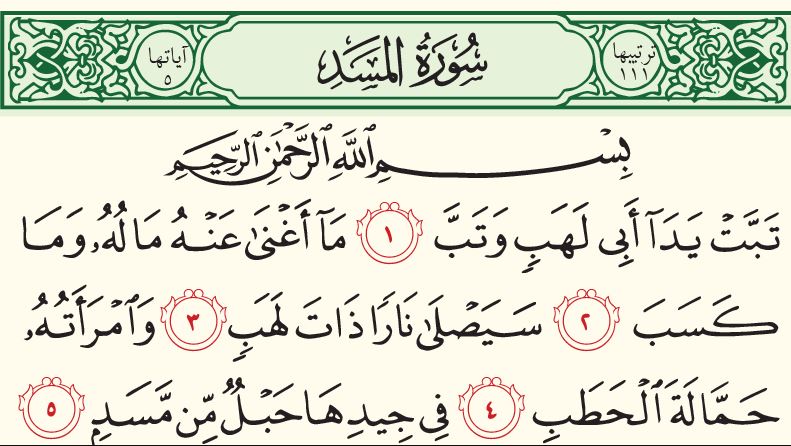 ترتيبها ١١١ سُورَةُ المَسَدِ آياتها ٥
بِسْمِ ٱللَّهِ ٱلرَّحْمَٰنِ ٱلرَّحِيمِ
تَبَّتْ يَدَآ أَبِى لَهَبٍ وَتَبَّ ١ مَآ أَغْنَىٰ عَنْهُ مَالُهُۥ وَمَا
كَسَبَ ٢ سَيَصْلَىٰ نَارًا ذَاتَ لَهَبٍ ٣ وَٱمْرَأَتُهُۥ
حَمَّالَةَ ٱلْحَطَبِ ٤ فِى جِيدِهَا حَبْلٌ مِّن مَّسَدٍۭ ٥